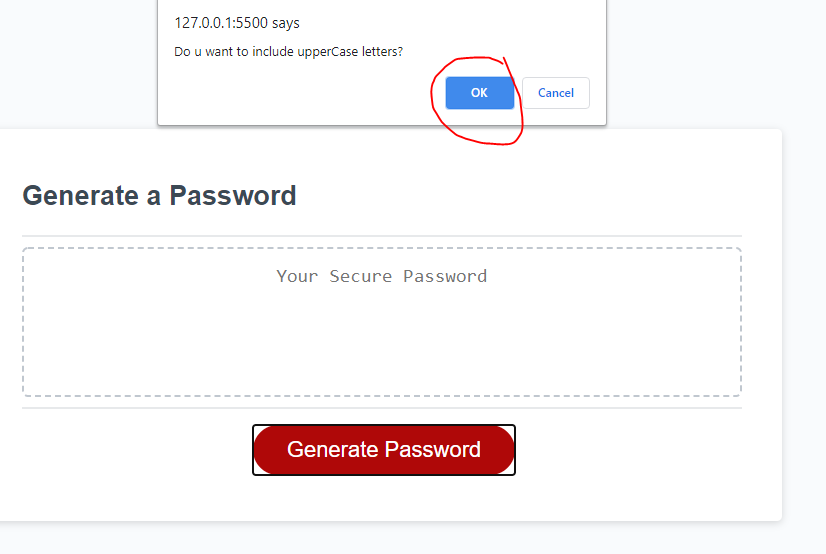 127.0.0.1:5500 says
Do u want to include upperCase letters?
OK Cancel
Generate a Password
Your Secure Password
Generate Password